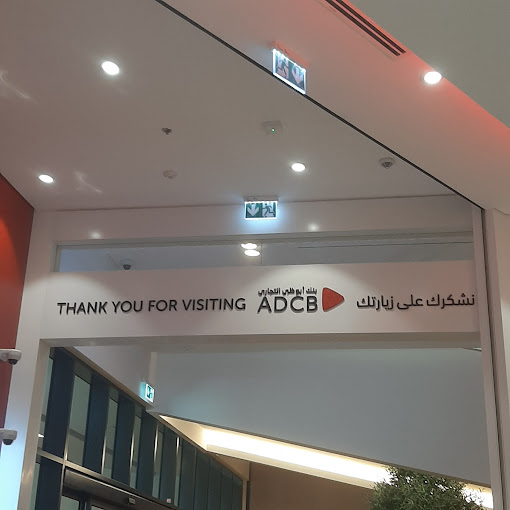 THANK YOU FOR VISITING
بنك أبوظبي التجاري
ADCB
نشكرك على زيارتك